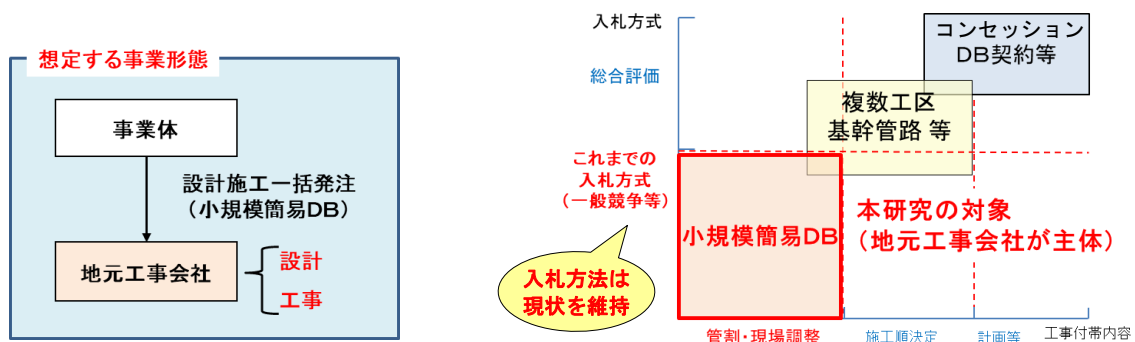 想定する事業形態
事業体
設計施工一括発注
（小規模簡易DB）
地元工事会社
設計
工事
入札方式
総合評価
これまでの
入札方式
（一般競争等）
入札方法は
現状を維持
コンセッション
DB契約等
複数工区
基幹管路 等
小規模簡易DB
本研究の対象
（地元工事会社が主体）
管割・現場調整
施工順決定
計画等
工事付帯内容